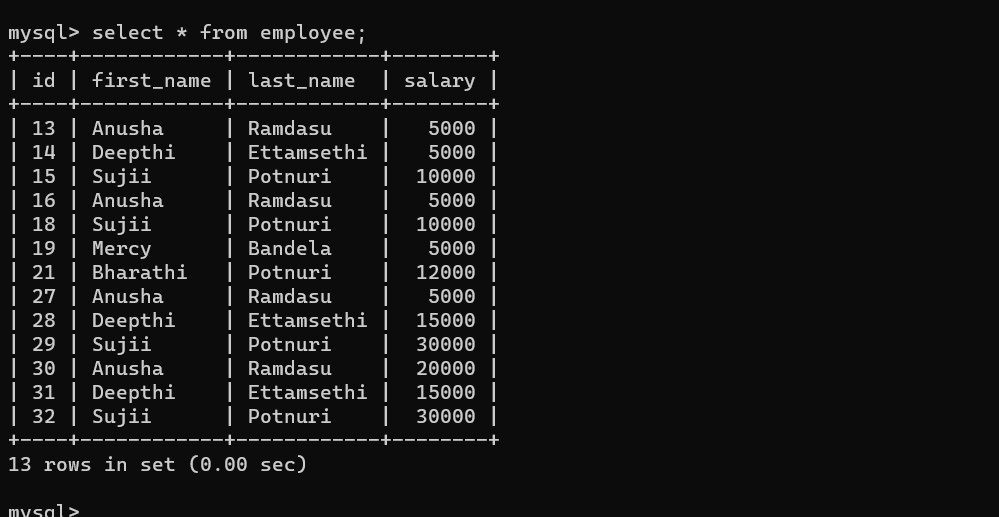 mysql> select * from employee;
+----+------------+------------+--------+
| id | first_name | last_name  | salary |
+----+------------+------------+--------+
| 13 | Anusha     | Ramdasu    |   5000 |
| 14 | Deepthi    | Ettamsethi |   5000 |
| 15 | Sujii      | Potnuri    |  10000 |
| 16 | Anusha     | Ramdasu    |   5000 |
| 18 | Sujii      | Potnuri    |  10000 |
| 19 | Mercy      | Bandela    |   5000 |
| 21 | Bharathi   | Potnuri    |  12000 |
| 27 | Anusha     | Ramdasu    |   5000 |
| 28 | Deepthi    | Ettamsethi |  15000 |
| 29 | Sujii      | Potnuri    |  30000 |
| 30 | Anusha     | Ramdasu    |  20000 |
| 31 | Deepthi    | Ettamsethi |  15000 |
| 32 | Sujii      | Potnuri    |  30000 |
+----+------------+------------+--------+
13 rows in set (0.00 sec)
mysql>